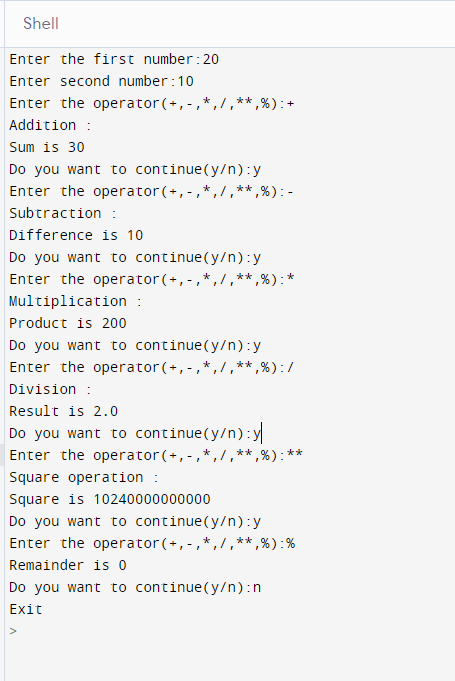 Shell
Enter the first number:20
Enter second number:10
Enter the operator(+,-,*,/,**,%):+
Addition :
Sum is 30
Do you want to continue(y/n):y
Enter the operator(+,-,*,/,**,%):-
Subtraction :
Difference is 10
Do you want to continue(y/n):y
Enter the operator(+,-,*,/,**,%):*
Multiplication :
Product is 200
Do you want to continue(y/n):y
Enter the operator(+,-,*,/,**,%):/
Division :
Result is 2.0
Do you want to continue(y/n):y
Enter the operator(+,-,*,/,**,%):**
Square operation :
Square is 10240000000000
Do you want to continue(y/n):y
Enter the operator(+,-,*,/,**,%):%
Remainder is 0
Do you want to continue(y/n):n
Exit
>